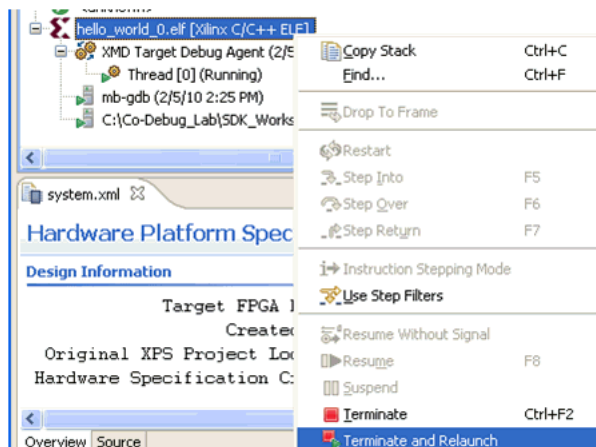 hello_world_0.elf [Xilinx C/C++ ELF]
XMD Target Debug Agent (2/5
Thread [0] (Running)
mb-gdb (2/5/10 2:25 PM)
C:\Co-Debug_Lab\SDK_Works
system.xml
Hardware Platform Spec
Design Information
Target FPGA
Created
Original XPS Project Loc
Hardware Specification C
Overview Source
Copy Stack Ctrl+C
Find... Ctrl+F
Drop To Frame
Restart
Step Into F5
Step Over F6
Step Return F7
Instruction Stepping Mode
Use Step Filters
Resume Without Signal
Resume F8
Suspend
Terminate Ctrl+F2
Terminate and Relaunch